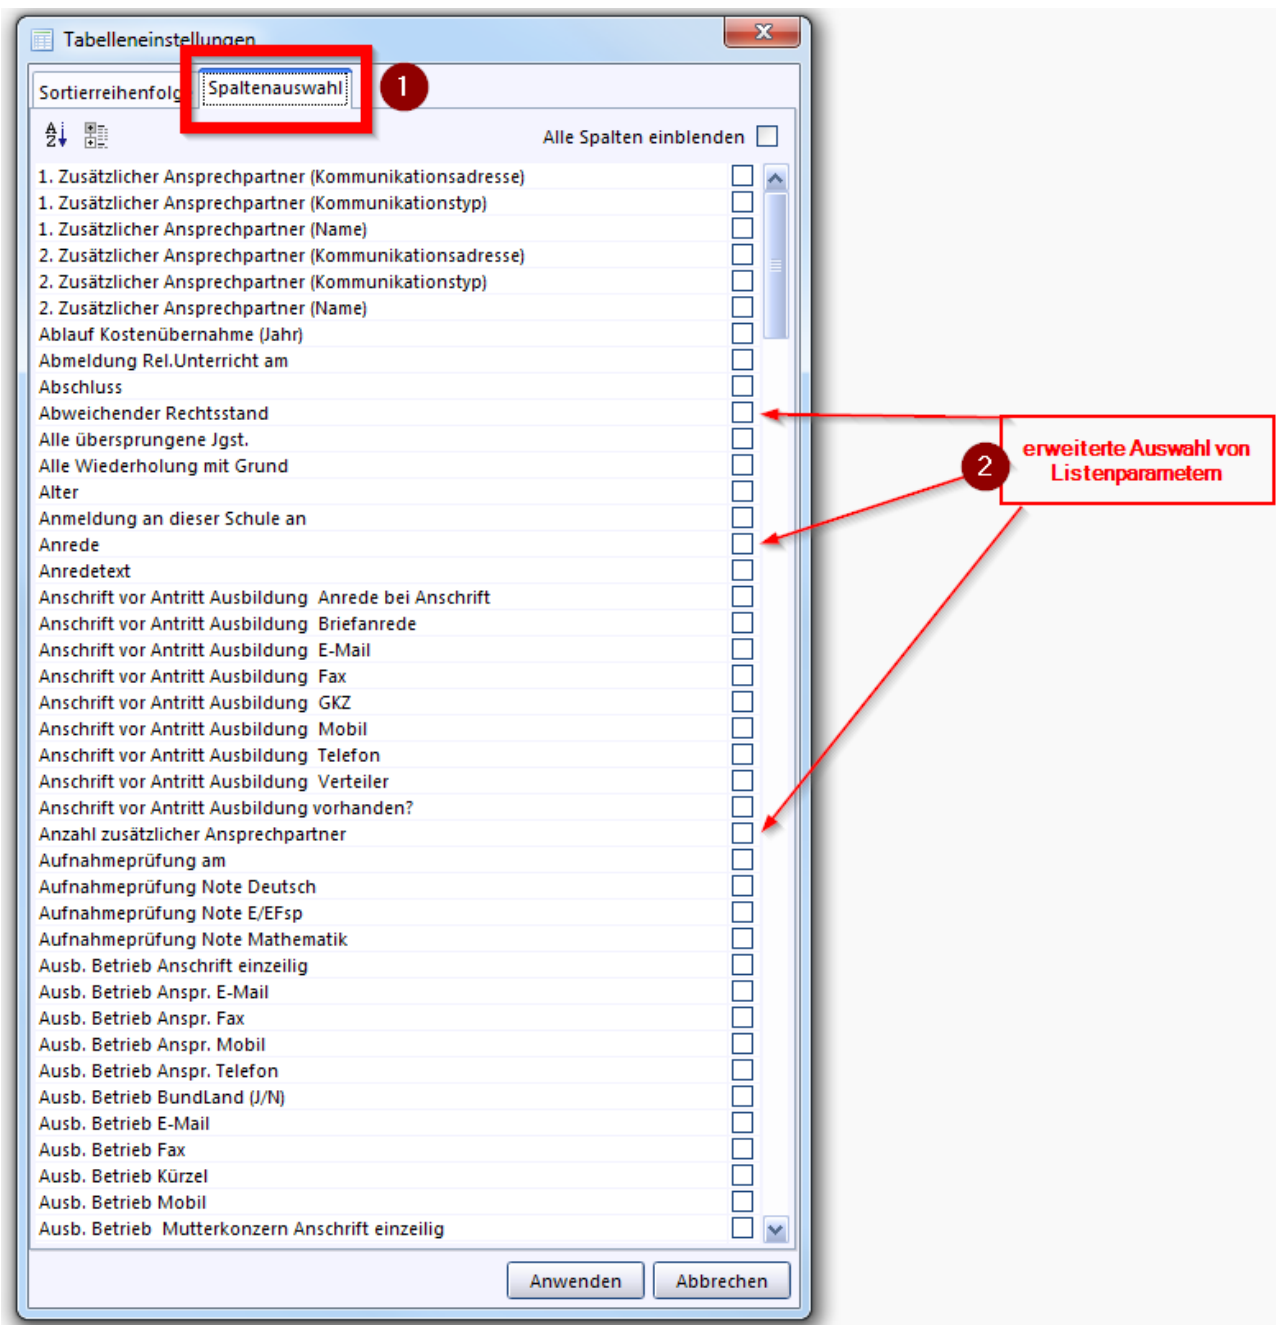 Tabelleneinstellungen
Sortierreihenfolg
Spaltenauswahl
1
Alle Spalten einblenden
1. Zusätzlicher Ansprechpartner (Kommunikationsadresse)
1. Zusätzlicher Ansprechpartner (Kommunikationstyp)
1. Zusätzlicher Ansprechpartner (Name)
2. Zusätzlicher Ansprechpartner (Kommunikationsadresse)
2. Zusätzlicher Ansprechpartner (Kommunikationstyp)
2. Zusätzlicher Ansprechpartner (Name)
Ablauf Kostenübernahme (Jahr)
Abmeldung Rel.Unterricht am
Abschluss
Abweichender Rechtsstand
Alle übersprungene Jgst.
Alle Wiederholung mit Grund
Alter
Anmeldung an dieser Schule an
Anrede
Anredetext
Anschrift vor Antritt Ausbildung  Anrede bei Anschrift
Anschrift vor Antritt Ausbildung  Briefanrede
Anschrift vor Antritt Ausbildung  E-Mail
Anschrift vor Antritt Ausbildung  Fax
Anschrift vor Antritt Ausbildung  GKZ
Anschrift vor Antritt Ausbildung  Mobil
Anschrift vor Antritt Ausbildung  Telefon
Anschrift vor Antritt Ausbildung  Verteiler
Anschrift vor Antritt Ausbildung vorhanden?
Anzahl zusätzlicher Ansprechpartner
Aufnahmeprüfung am
Aufnahmeprüfung Note Deutsch
Aufnahmeprüfung Note E/EFsp
Aufnahmeprüfung Note Mathematik
Ausb. Betrieb Anschrift einzeilig
Ausb. Betrieb Anspr. E-Mail
Ausb. Betrieb Anspr. Fax
Ausb. Betrieb Anspr. Mobil
Ausb. Betrieb Anspr. Telefon
Ausb. Betrieb BundLand (J/N)
Ausb. Betrieb E-Mail
Ausb. Betrieb Fax
Ausb. Betrieb Kürzel
Ausb. Betrieb Mobil
Ausb. Betrieb  Mutterkonzern Anschrift einzeilig
2
erweiterte Auswahl von
Listenparametern
Anwenden
Abbrechen